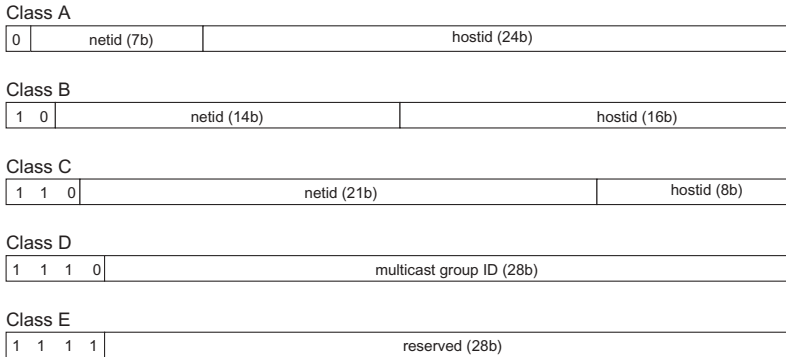 Class A
0 netid (7b) hostid (24b)
Class B
1 0 netid (14b) hostid (16b)
Class C
1 1 0 netid (21b) hostid (8b)
Class D
1 1 1 0 multicast group ID (28b)
Class E
1 1 1 1 reserved (28b)